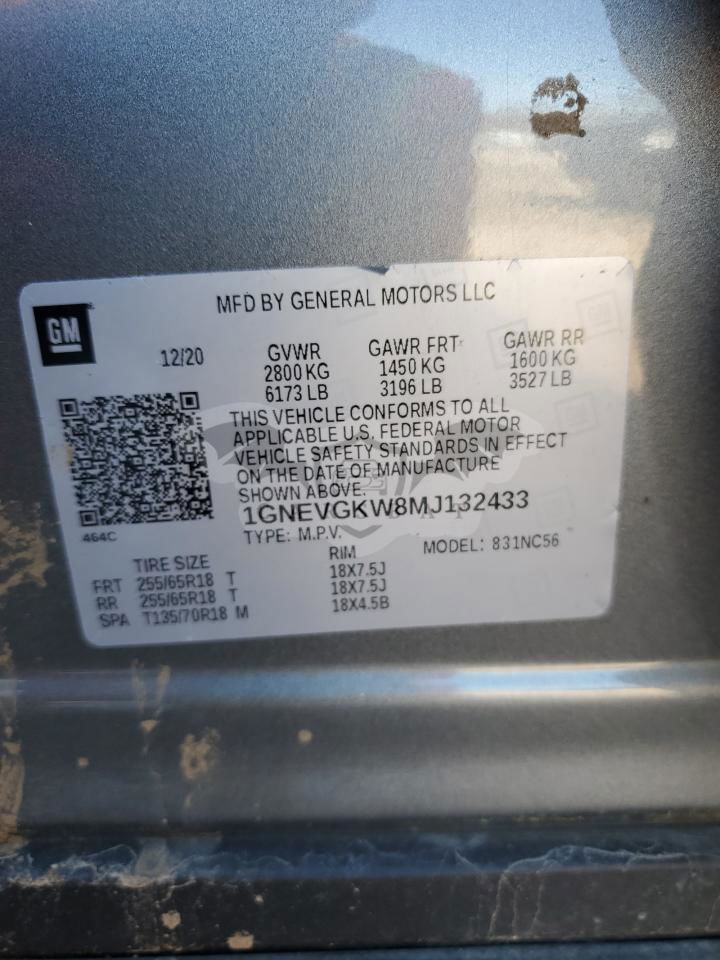 MFD BY GENERAL MOTORS LLC
GM
12/20
GVWR GAWR FRT GAWR RR
2800 KG 1450 KG 1600 KG
6173 LB 3196 LB 3527 LB
THIS VEHICLE CONFORMS TO ALL
APPLICABLE U.S. FEDERAL MOTOR
VEHICLE SAFETY STANDARDS IN EFFECT
ON THE DATE OF MANUFACTURE
SHOWN ABOVE.
1GNEVGKW8MJ132433
464C
TYPE: M.P.V. MODEL: 831NC56
TIRE SIZE RIM
FRT 255/65R18 T 18X7.5J
RR 255/65R18 T 18X7.5J
SPA T135/70R18 M 18X4.5B